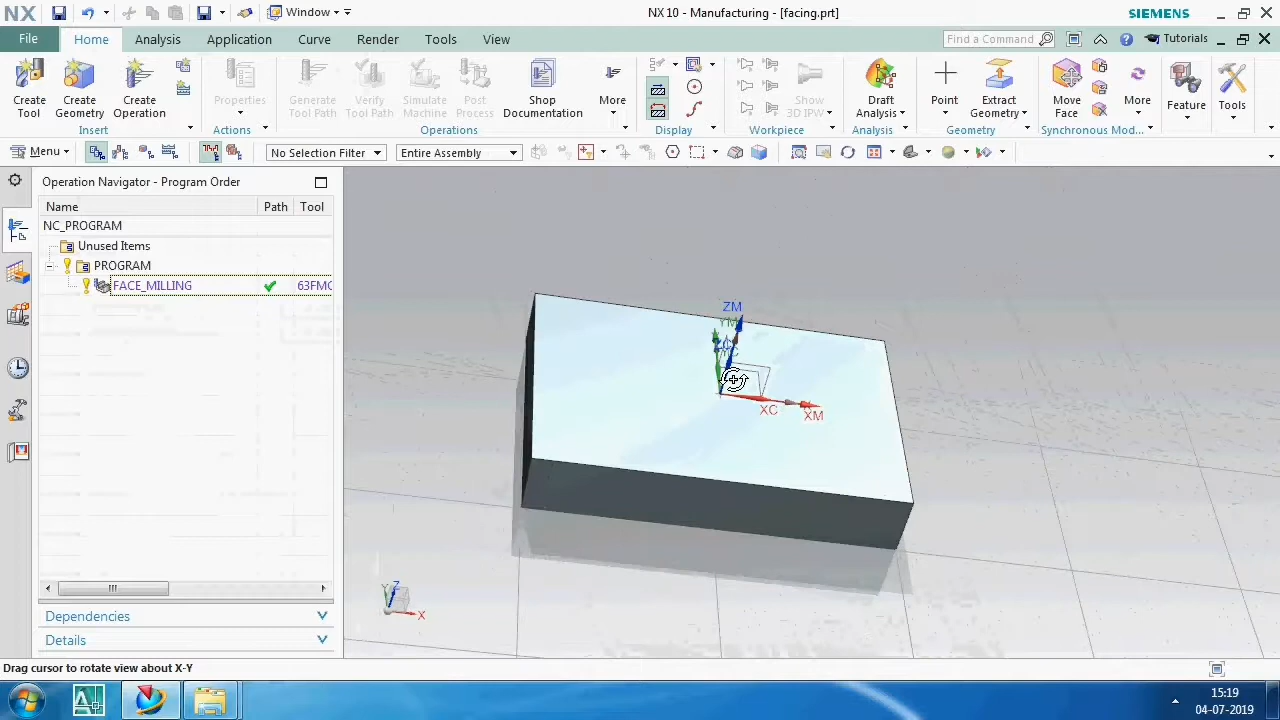 NX
Window
NX 10 - Manufacturing - [facing.prt]
SIEMENS
File
Home
Analysis
Application
Curve
Render
Tools
View
Find a Command
Tutorials
Create Tool
Create Geometry
Create Operation
Insert
Properties
Actions
Generate Tool Path
Verify Tool Path
Simulate Machine
Post Process
Shop Documentation
More
Operations
Display
Show 3D IPW
Workpiece
Draft Analysis
Analysis
Point
Extract Geometry
Geometry
Move Face
More
Synchronous Mod...
Feature
Tools
Menu
No Selection Filter
Entire Assembly
Operation Navigator - Program Order
Name
Path
Tool
NC_PROGRAM
Unused Items
PROGRAM
FACE_MILLING
63FMC
Dependencies
Details
ZM
YM
XC
XM
Z
Y
X
Drag cursor to rotate view about X-Y
15:19
04-07-2019